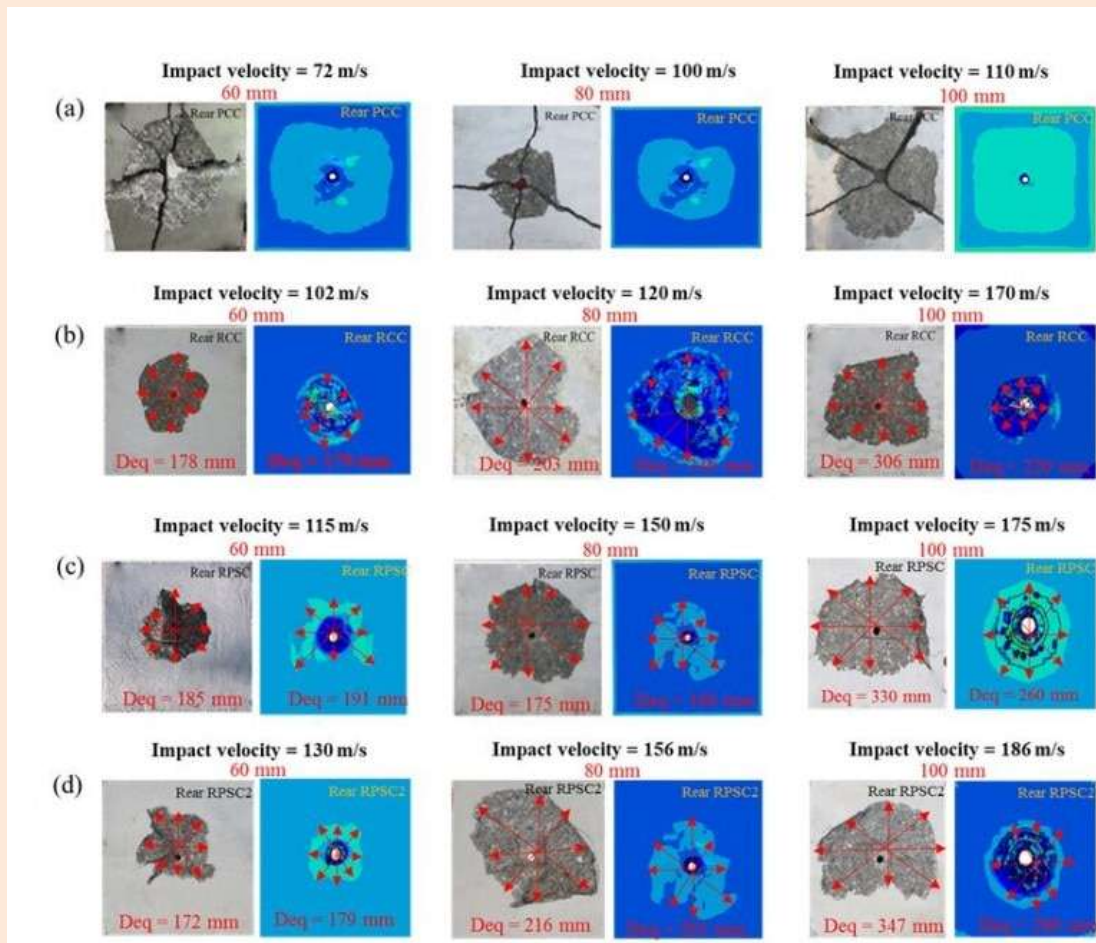 Impact velocity = 72 m/s
60 mm
Impact velocity = 100 m/s
80 mm
Impact velocity = 110 m/s
100 mm
(a)
Rear PCC
Rear PCC
Rear PCC
Rear PCC
Rear PCC
Rear PCC
Impact velocity = 102 m/s
60 mm
Impact velocity = 120 m/s
80 mm
Impact velocity = 170 m/s
100 mm
(b)
Rear RCC
Rear RCC
Rear RCC
Rear RCC
Rear RCC
Rear RCC
Deq = 178 mm
Deq = 203 mm
Deq = 306 mm
Impact velocity = 115 m/s
60 mm
Impact velocity = 150 m/s
80 mm
Impact velocity = 175 m/s
100 mm
(c)
Rear RPSC
Rear RPSC
Rear RPSC
Rear RPSC
Rear RPSC
Rear RPSC
Deq = 185 mm
Deq = 191 mm
Deq = 175 mm
Deq = 330 mm
Deq = 260 mm
Impact velocity = 130 m/s
60 mm
Impact velocity = 156 m/s
80 mm
Impact velocity = 186 m/s
100 mm
(d)
Rear RPSC2
Rear RPSC2
Rear RPSC2
Rear RPSC2
Rear RPSC2
Rear RPSC2
Deq = 172 mm
Deq = 179 mm
Deq = 216 mm
Deq = 347 mm